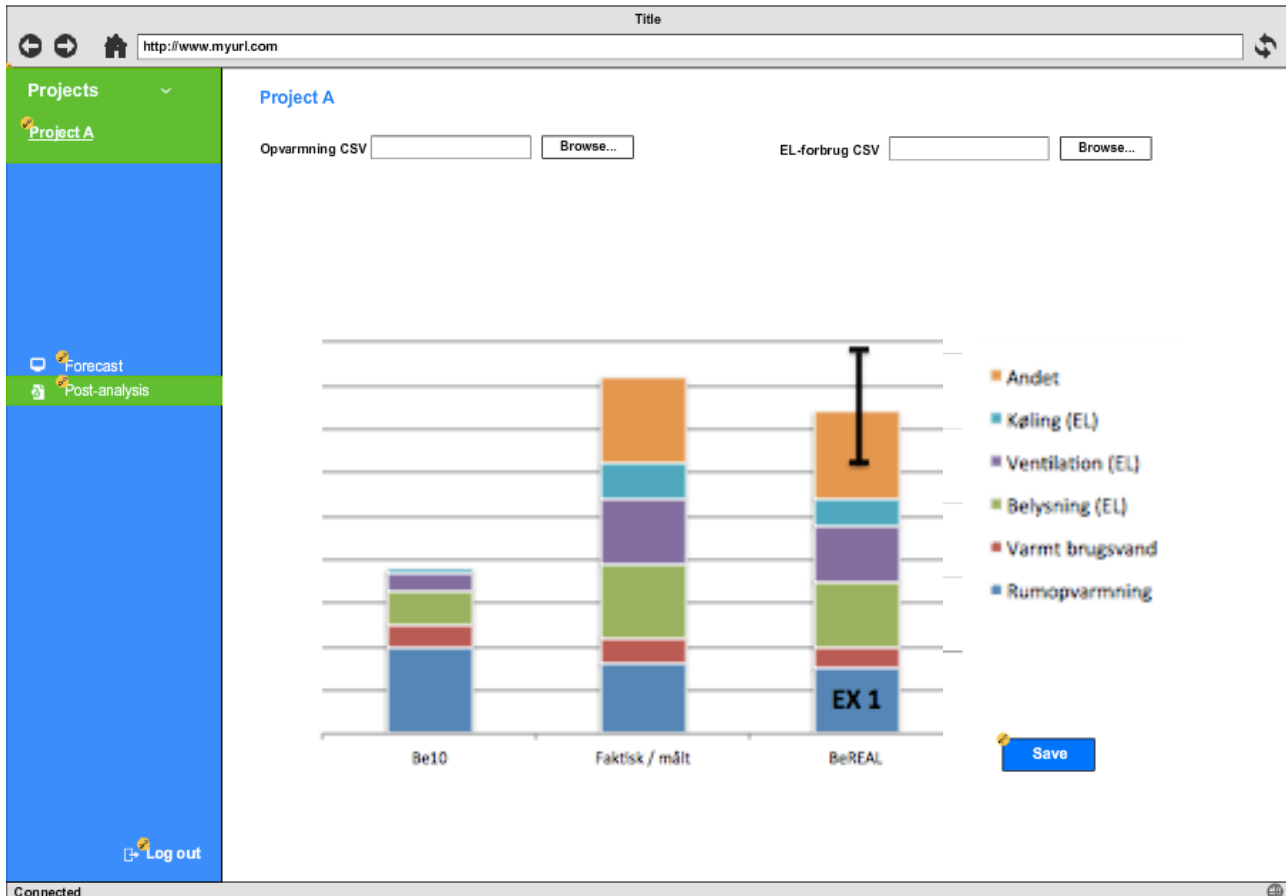 Title
http://www.myurl.com
Projects
Project A
Project A
Opvarmning CSV
Browse...
EL-forbrug CSV
Browse...
Forecast
Post-analysis
Andet
Køling (EL)
Ventilation (EL)
Belysning (EL)
Varmt brugsvand
Rumopvarmning
EX 1
Be10
Faktisk / målt
BeREAL
Save
Log out
Connected